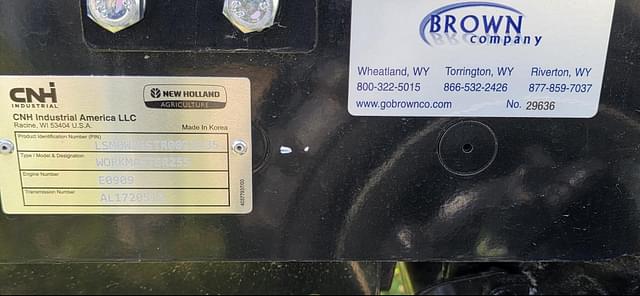 CNH
INDUSTRIAL
NEW HOLLAND
AGRICULTURE
CNH Industrial America LLC
Racine, WI 53404 U.S.A.
Made In Korea
Product Identification Number (PIN)
Type / Model & Designation
WORKMASTER25S
Engine Number
E0909
Transmission Number
BROWN
company
Wheatland, WY Torrington, WY Riverton, WY
800-322-5015 866-532-2426 877-859-7037
www.gobrownco.com No. 29636